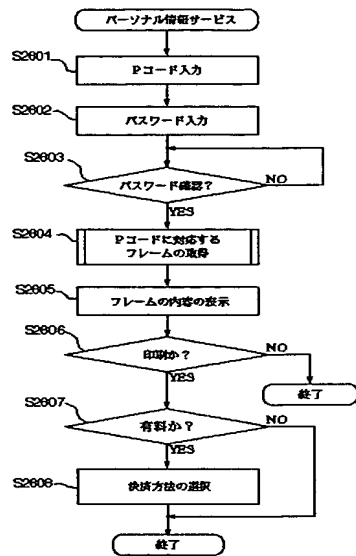 パーソナル情報サービス
S2601
Pコード入力
S2602
パスワード入力
S2603
パスワード確認?
NO
YES
S2604
Pコードに対応する
フレームの取得
S2605
フレームの内容の表示
S2606
印刷か?
NO
YES
終了
S2607
有料か?
NO
YES
S2608
決済方法の選択
終了